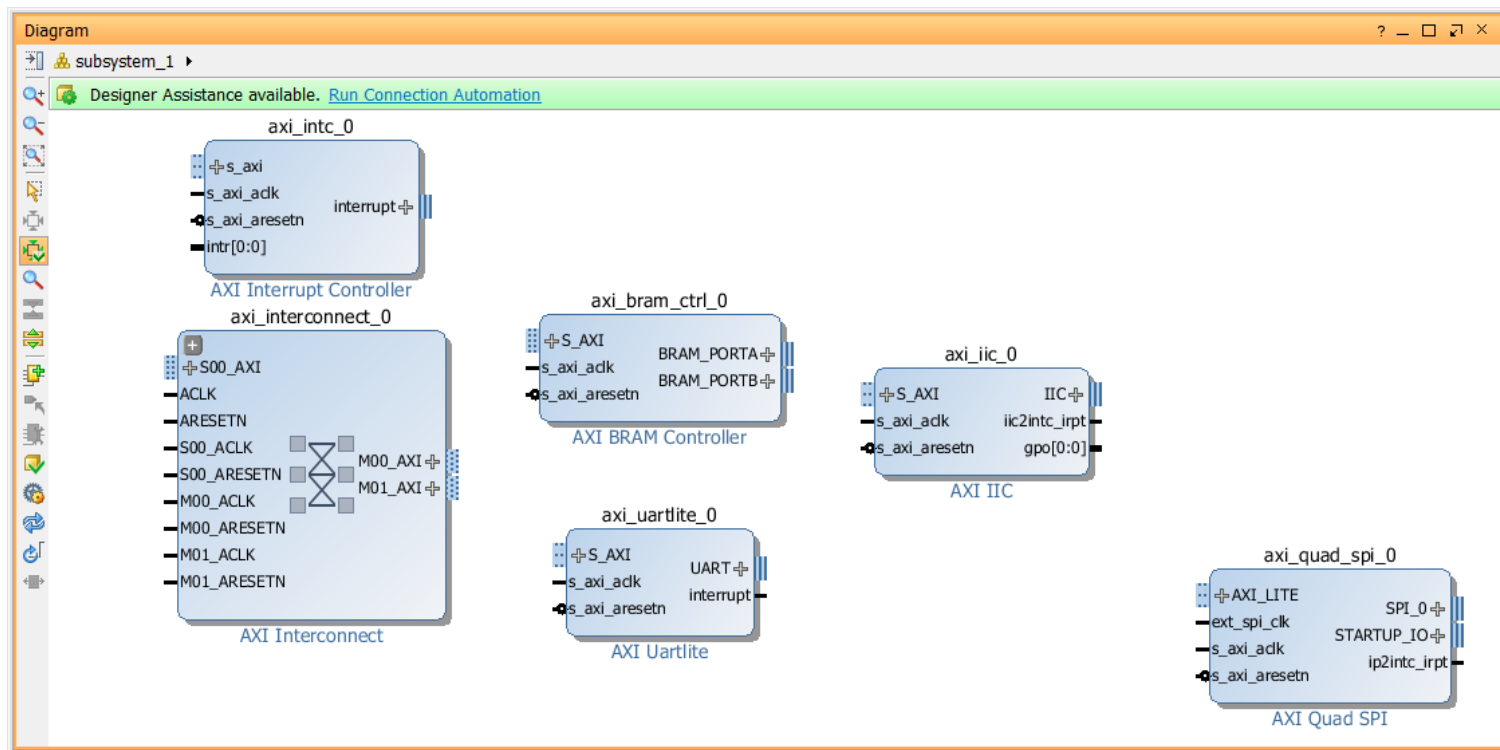 Diagram
?
subsystem_1
Designer Assistance available. Run Connection Automation
axi_intc_0
s_axi
s_axi_aclk
s_axi_aresetn
intr[0:0]
interrupt
AXI Interrupt Controller
axi_interconnect_0
S00_AXI
ACLK
ARESETN
S00_ACLK
S00_ARESETN
M00_ACLK
M00_ARESETN
M01_ACLK
M01_ARESETN
M00_AXI
M01_AXI
AXI Interconnect
axi_bram_ctrl_0
S_AXI
s_axi_aclk
s_axi_aresetn
BRAM_PORTA
BRAM_PORTB
AXI BRAM Controller
axi_uartlite_0
S_AXI
s_axi_aclk
s_axi_aresetn
UART
interrupt
AXI Uartlite
axi_iic_0
S_AXI
s_axi_aclk
s_axi_aresetn
IIC
iic2intc_irpt
gpo[0:0]
AXI IIC
axi_quad_spi_0
AXI_LITE
ext_spi_clk
s_axi_aclk
s_axi_aresetn
SPI_0
STARTUP_IO
ip2intc_irpt
AXI Quad SPI